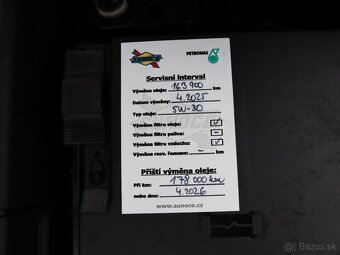 SUNOCO
PETRONAS
Servisní interval
Výměna oleje: 163 900 km
Datum výměny: 4.2025
Typ oleje: 5W-30
Výměna filtru oleje: ✓
Výměna filtru paliva: –
Výměna filtru vzduchu: ✓
Výměna rozv. řemene: – km
Příští výměna oleje:
Při km: 178 000 km
nebo dne: 4.2026
www.sunoco.cz
© Bazos.sk